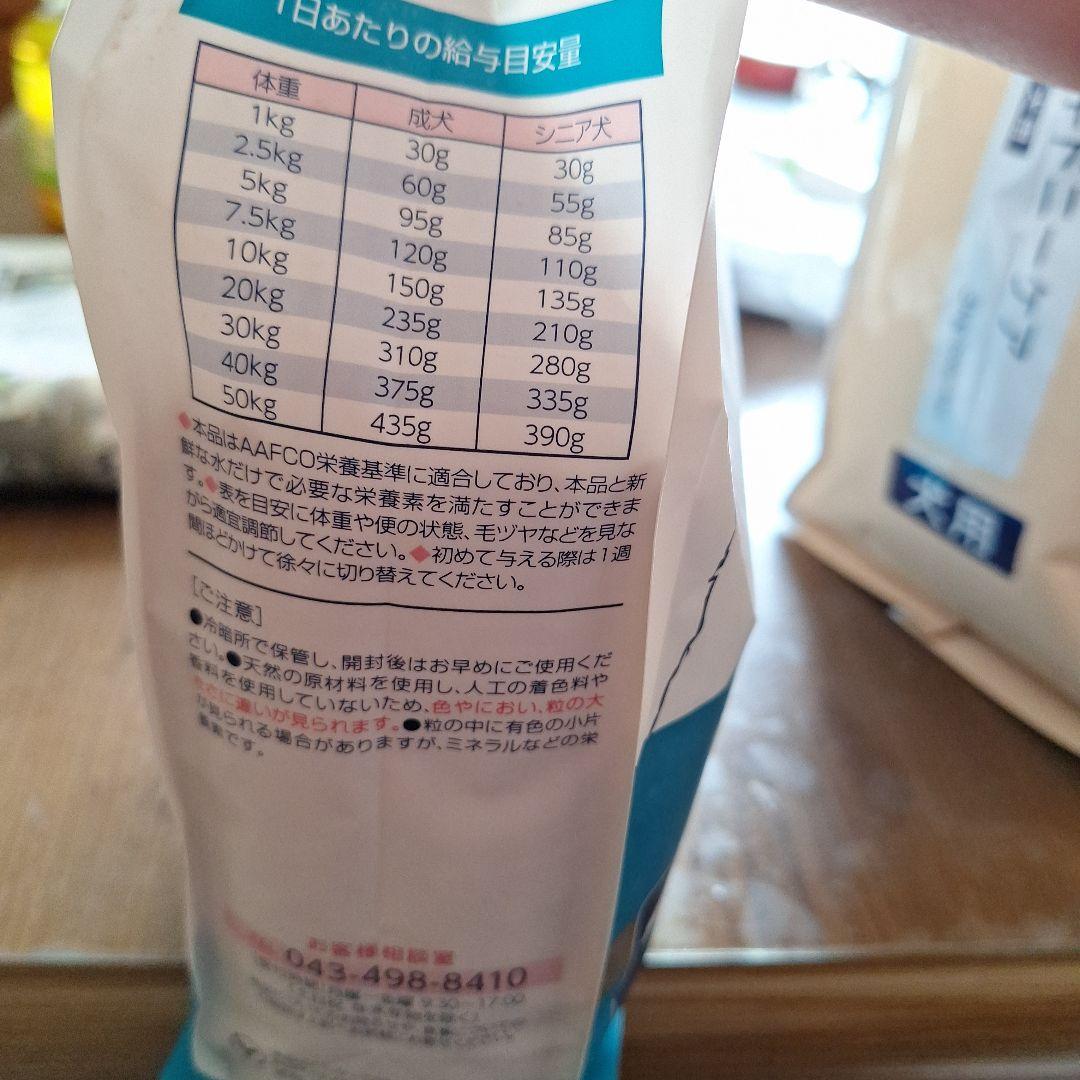 1日あたりの給与目安量
体重 成犬 シニア犬
1kg 30g 30g
2.5kg 60g 55g
5kg 95g 85g
7.5kg 120g 110g
10kg 150g 135g
20kg 235g 210g
30kg 310g 280g
40kg 375g 335g
50kg 435g 390g
◆本品はAAFCO栄養基準に適合しており、本品と新
鮮な水だけで必要な栄養素を満たすことができま
す。◆表を目安に体重や便の状態、毛ヅヤなどを見な
がら適宜調節してください。◆初めて与える際は1週
間ほどかけて徐々に切り替えてください。
[ご注意]
●冷暗所で保管し、開封後はお早めにご使用くだ
さい。●天然の原材料を使用し、人工の着色料や
香料を使用していないため、色やにおい、粒の大
きさに違いが見られます。●粒の中に有色の小片
が見られる場合がありますが、ミネラルなどの栄
養素です。
お客様相談室
043-498-8410
9:30〜17:00
キドニーケア
犬用